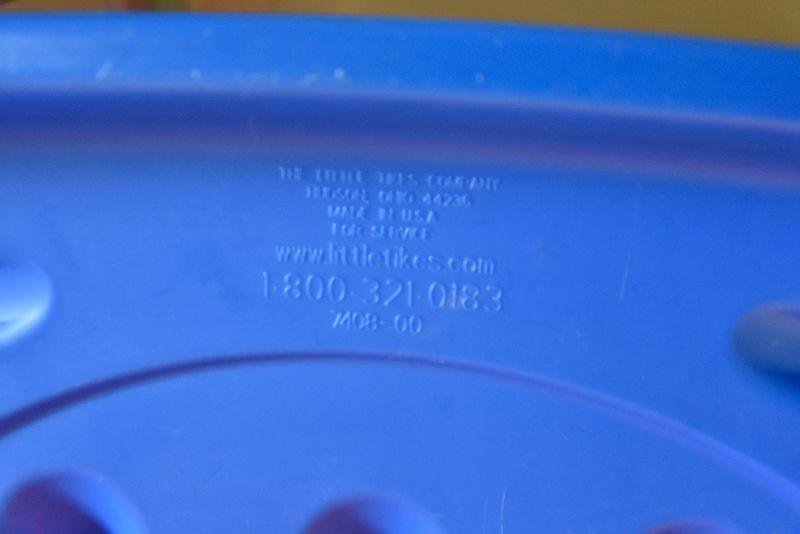 THE LITTLE TIKES COMPANY
HUDSON, OHIO 44236
MADE IN U.S.A
FOR SERVICE
www.littletikes.com
1-800-321-0183
7408-00